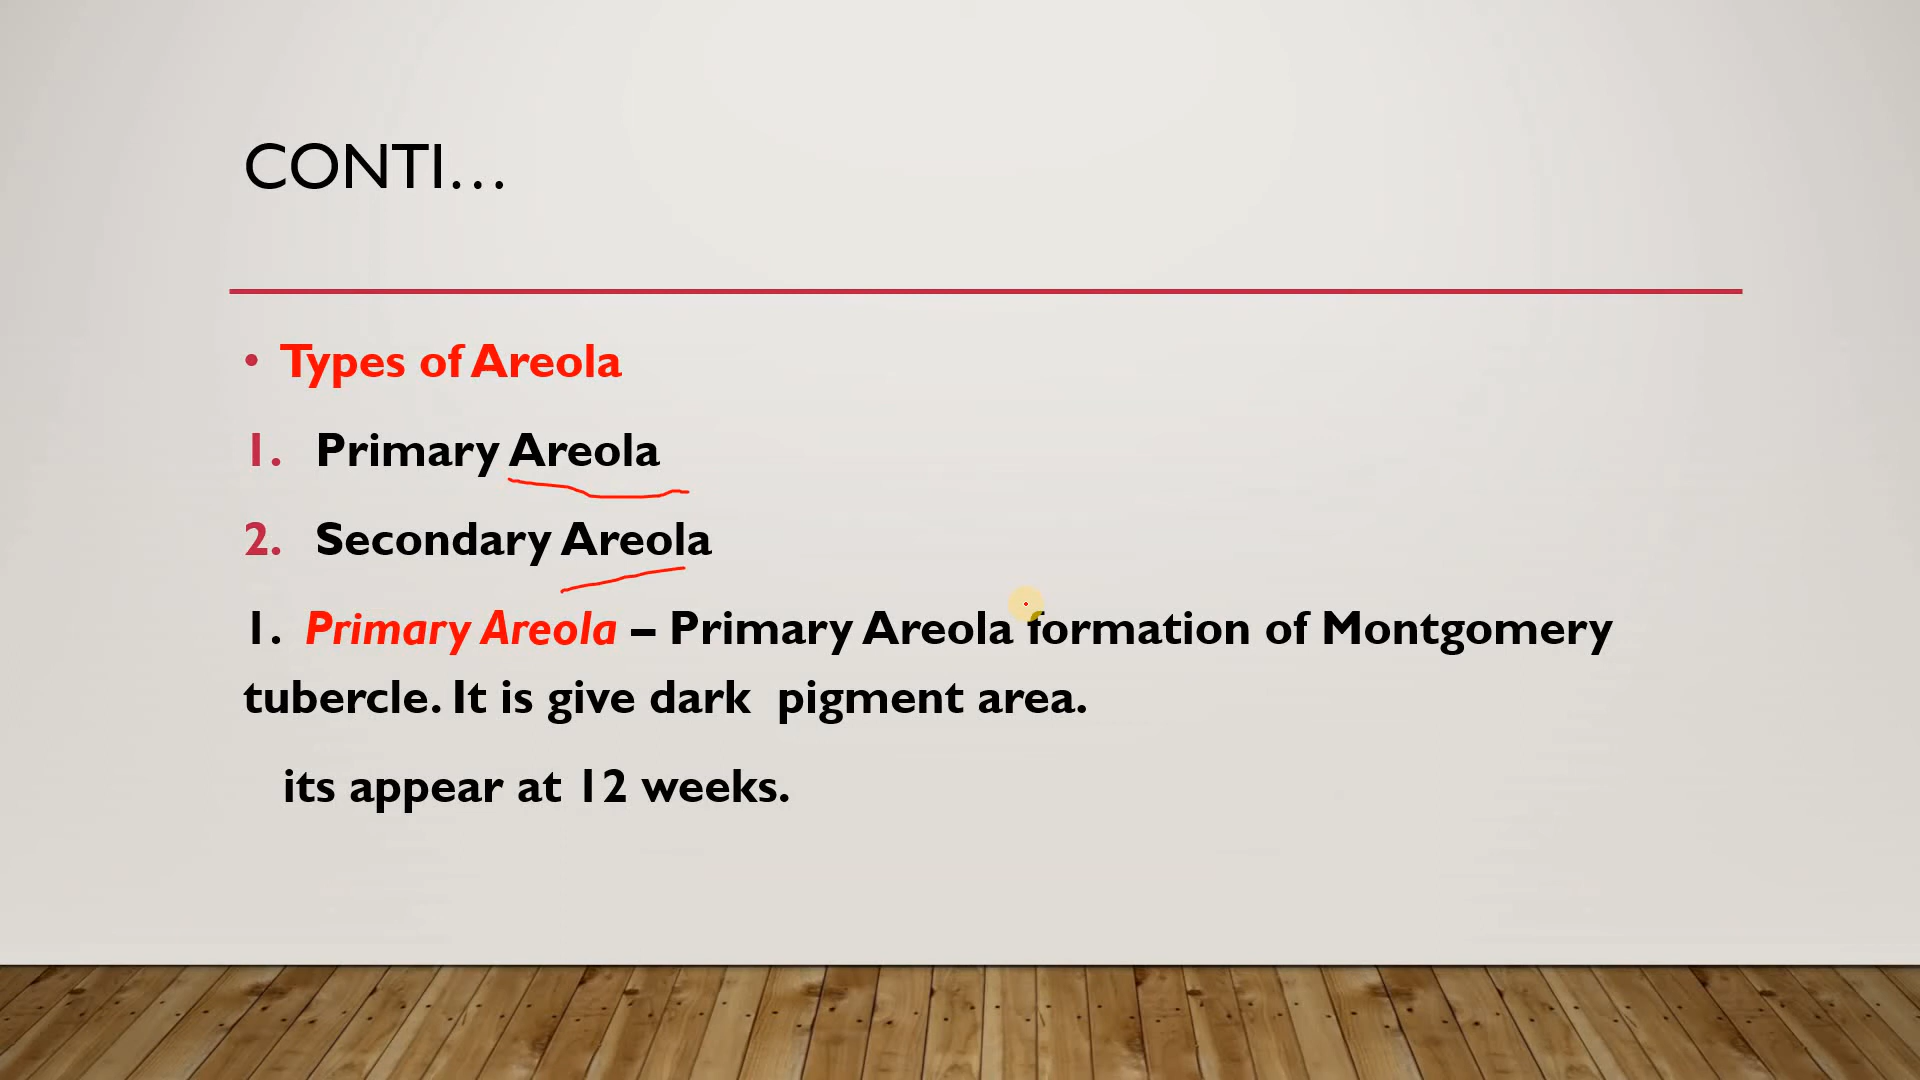 CONTI...
• Types of Areola
1. Primary Areola
2. Secondary Areola
1. Primary Areola – Primary Areola formation of Montgomery
tubercle. It is give dark pigment area.
its appear at 12 weeks.